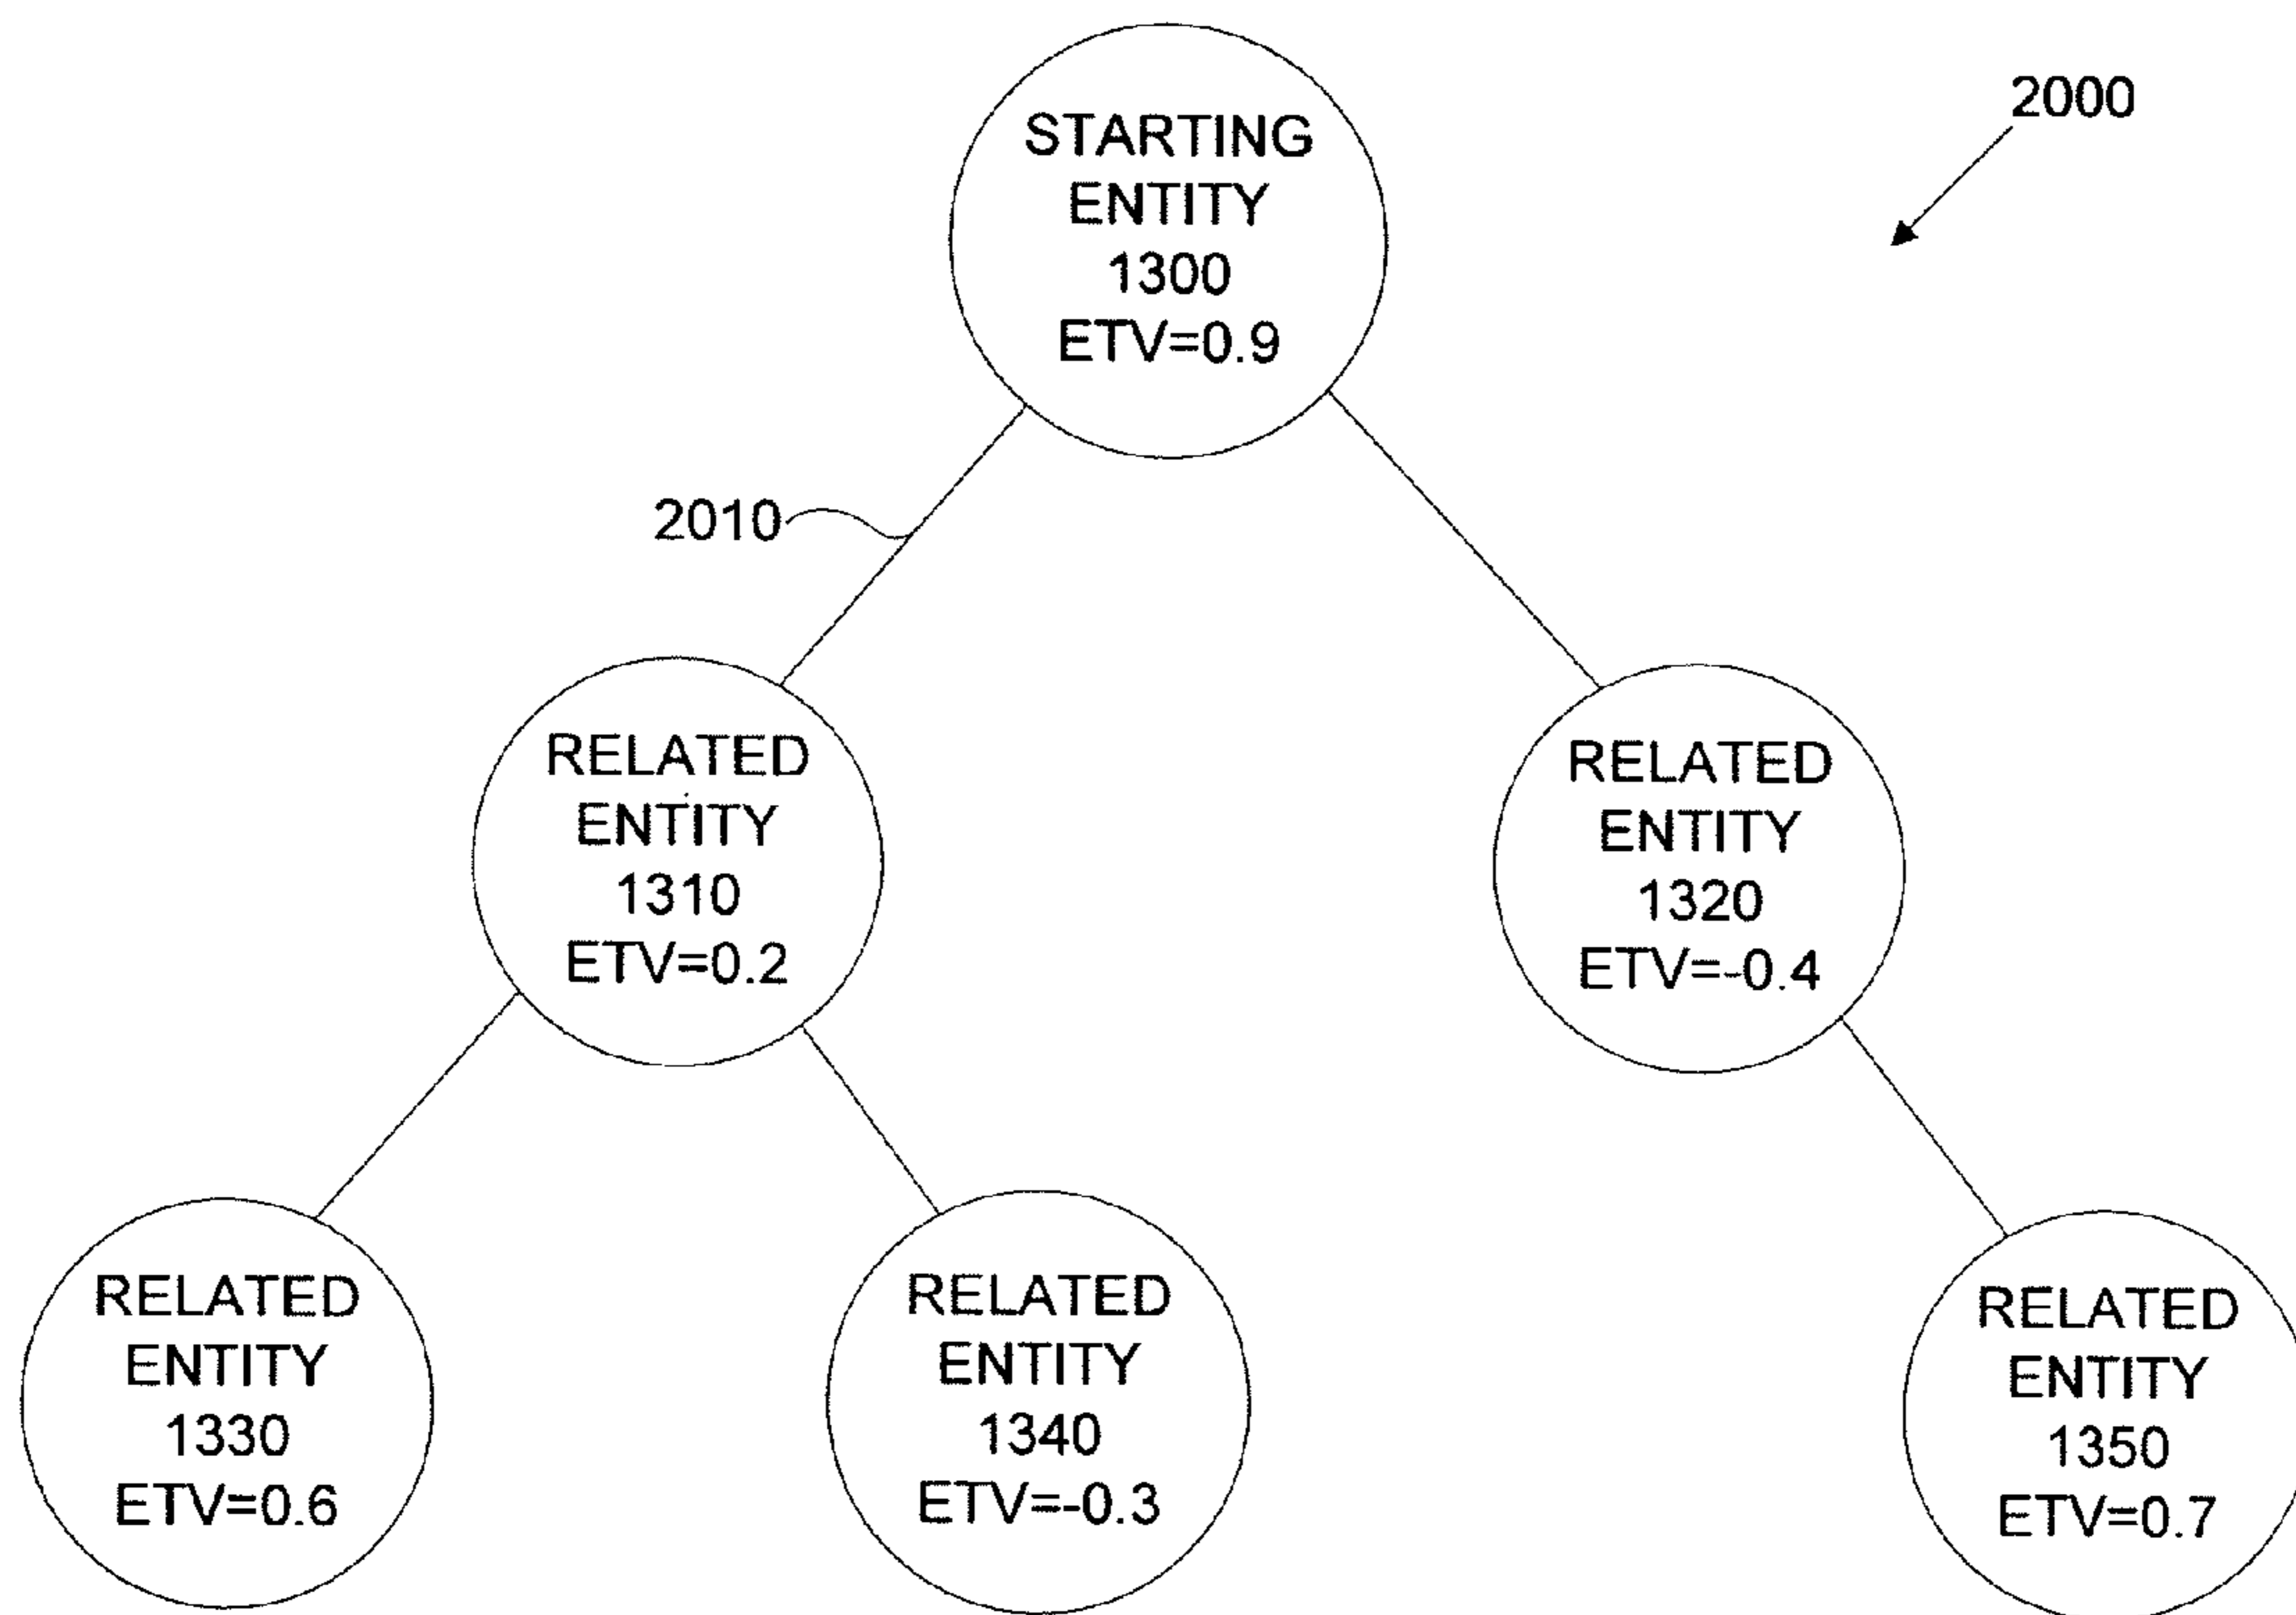 2000
STARTING
ENTITY
1300
ETV=0.9
2010
RELATED
ENTITY
1310
ETV=0.2
RELATED
ENTITY
1320
ETV=-0.4
RELATED
ENTITY
1330
ETV=0.6
RELATED
ENTITY
1340
ETV=-0.3
RELATED
ENTITY
1350
ETV=0.7